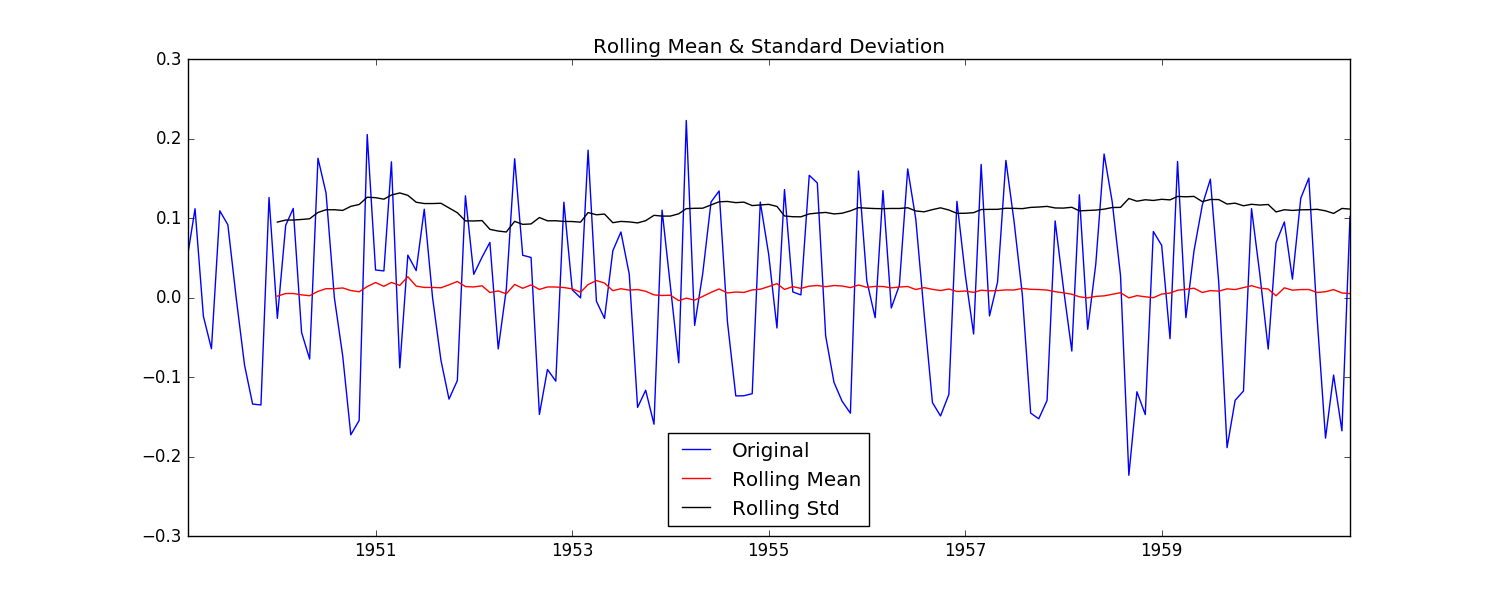 Rolling Mean & Standard Deviation
0.3
0.2
0.1
0.0
−0.1
−0.2
−0.3
Original
Rolling Mean
Rolling Std
1951 1953 1955 1957 1959